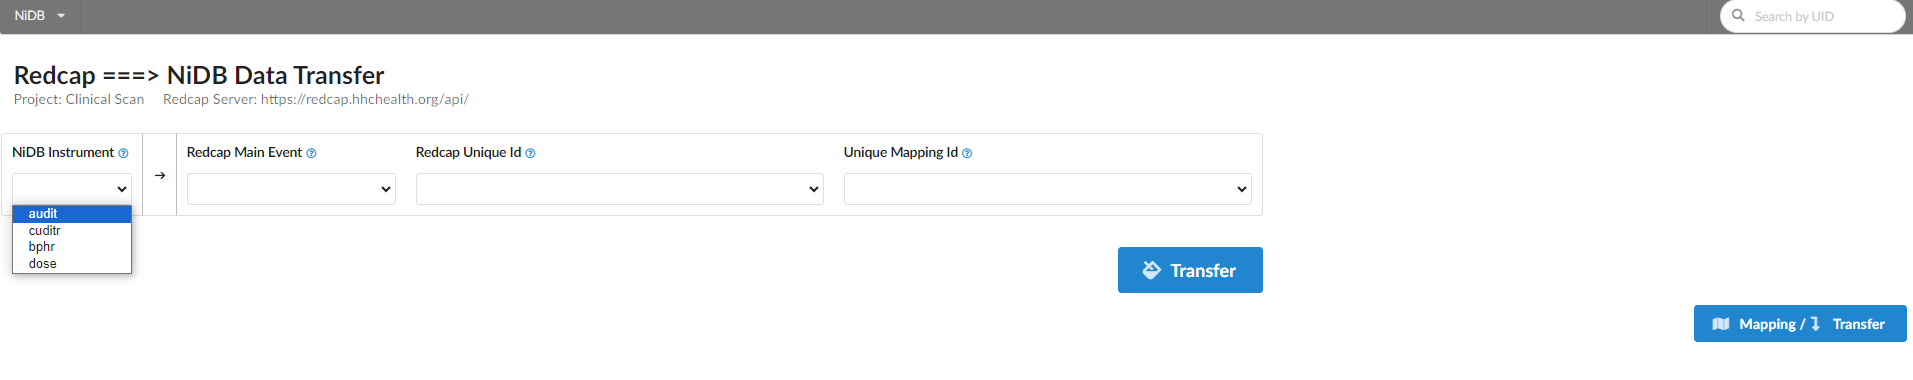 NiDB
Search by UID
Redcap ===> NiDB Data Transfer
Project: Clinical Scan Redcap Server: https://redcap.hhchealth.org/api/
NiDB Instrument
Redcap Main Event
Redcap Unique Id
Unique Mapping Id
audit
cuditr
bphr
dose
Transfer
Mapping / Transfer